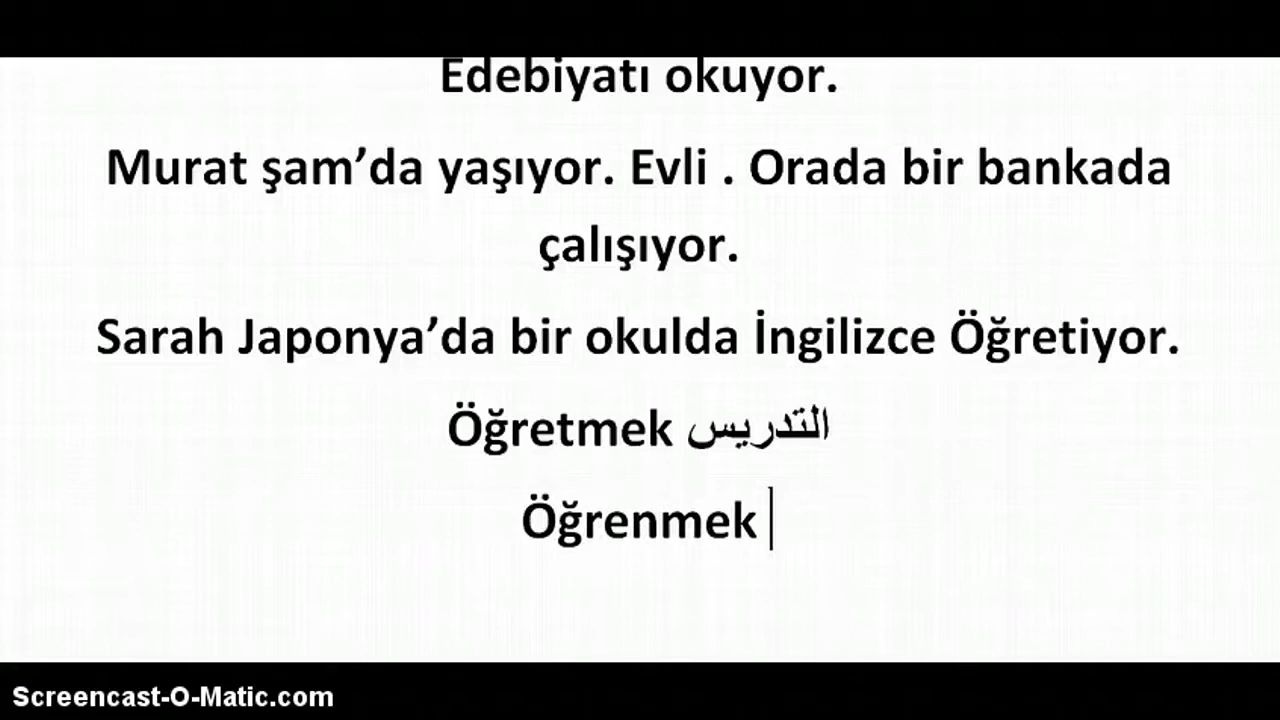 Edebiyatı okuyor.
Murat şam’da yaşıyor. Evli . Orada bir bankada
çalışıyor.
Sarah Japonya’da bir okulda İngilizce Öğretiyor.
Öğretmek التدريس
Öğrenmek
Screencast-O-Matic.com